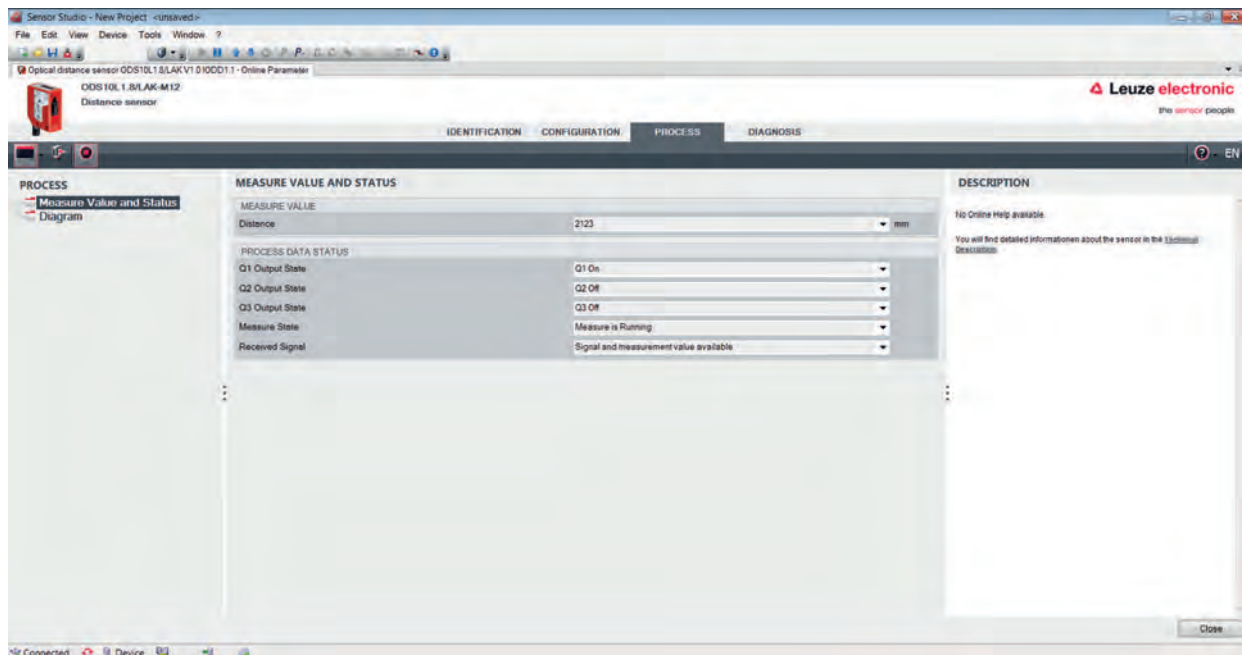 Sensor Studio - New Project <unsaved>
File Edit View Device Tools Window ?
Optical distance sensor ODS10L1.8/LAK V1.010DD1.1 - Online Parameter
ODS10L1.8/LAK-M12
Distance sensor
Leuze electronic
the sensor people
IDENTIFICATION CONFIGURATION PROCESS DIAGNOSIS
EN
PROCESS
Measure Value and Status
Diagram
MEASURE VALUE AND STATUS
MEASURE VALUE
Distance 2123 mm
PROCESS DATA STATUS
Q1 Output State Q1 On
Q2 Output State Q2 Off
Q3 Output State Q3 Off
Measure State Measure is Running
Received Signal Signal and measurement value available
DESCRIPTION
No Online Help available.
You will find detailed informationen about the sensor in the Technical
Description.
Close
Connected Device